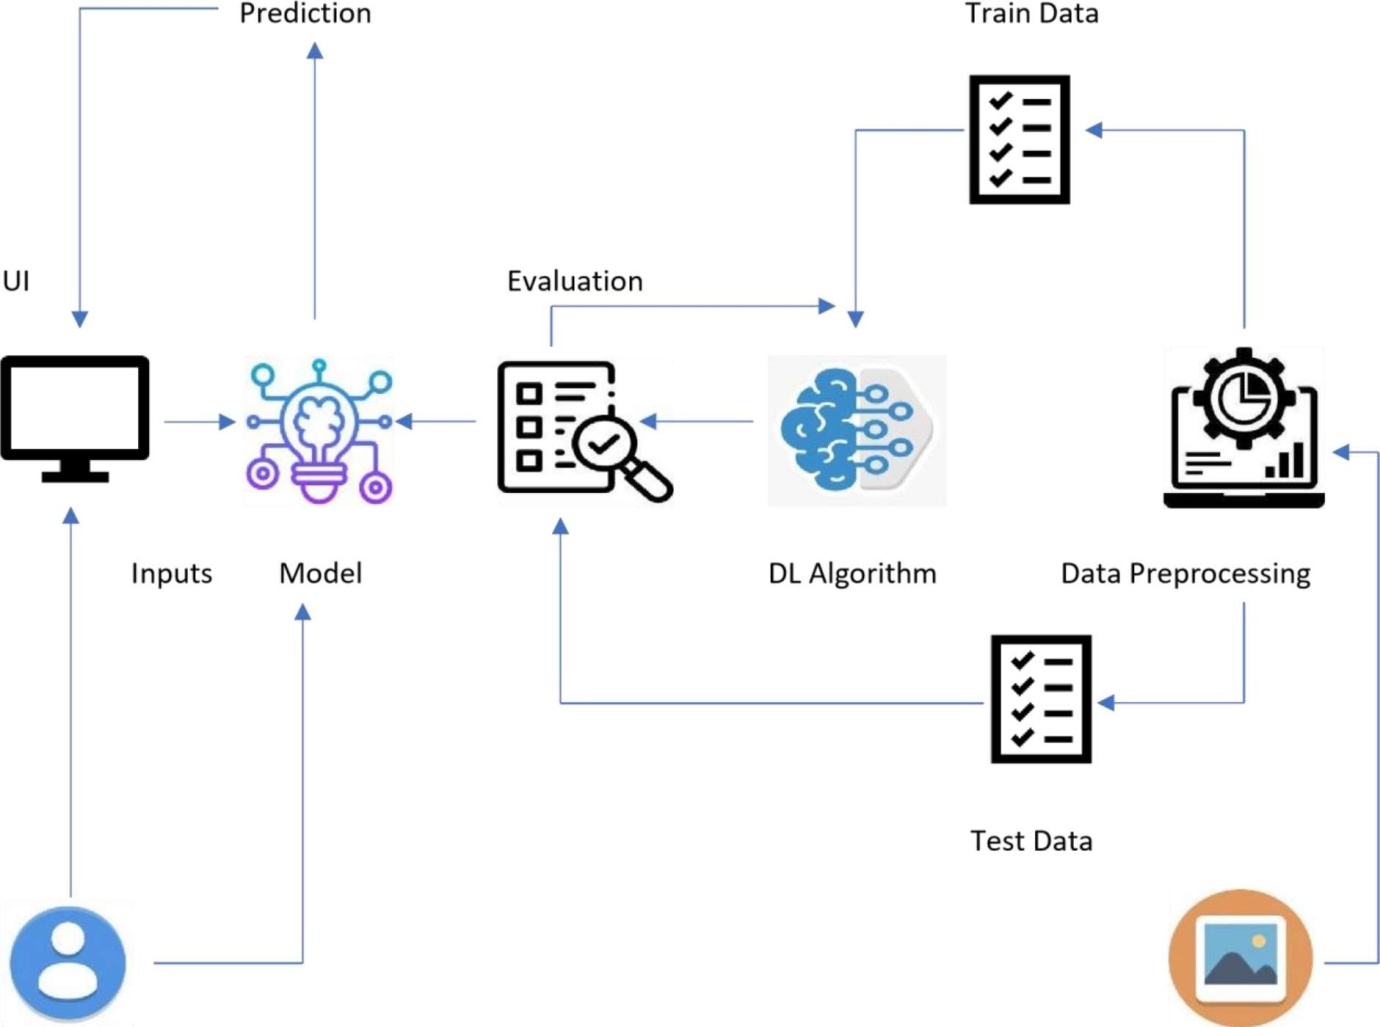 Prediction
Train Data
UI
Evaluation
Inputs
Model
DL Algorithm
Data Preprocessing
Test Data